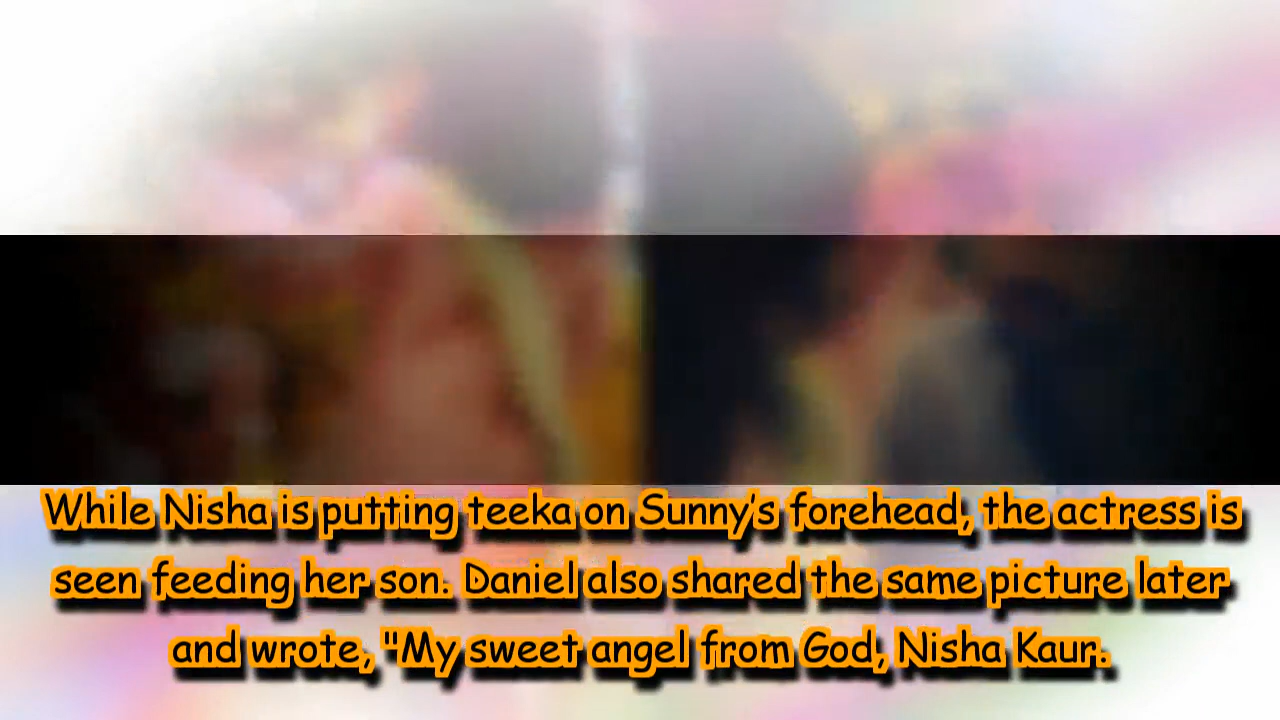 While Nisha is putting teeka on Sunny's forehead, the actress is
seen feeding her son. Daniel also shared the same picture later
and wrote, "My sweet angel from God, Nisha Kaur.